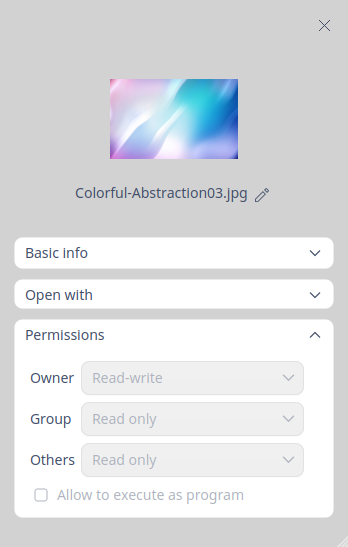 Colorful-Abstraction03.jpg
Basic info
Open with
Permissions
Owner Read-write
Group Read only
Others Read only
Allow to execute as program